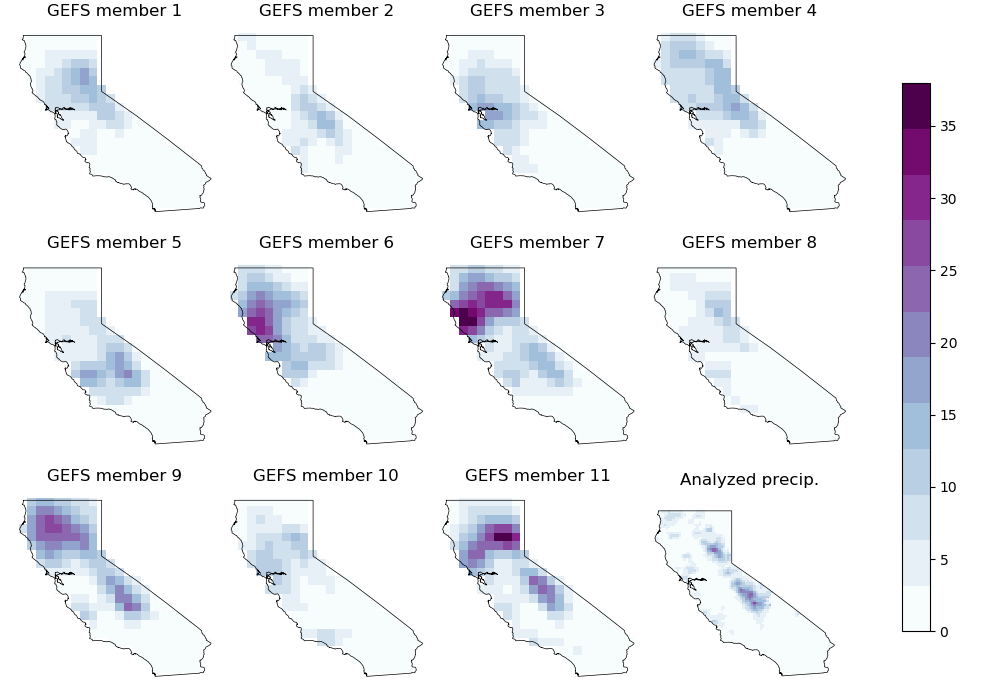 GEFS member 1
GEFS member 2
GEFS member 3
GEFS member 4
GEFS member 5
GEFS member 6
GEFS member 7
GEFS member 8
GEFS member 9
GEFS member 10
GEFS member 11
Analyzed precip.
35
30
25
20
15
10
5
0